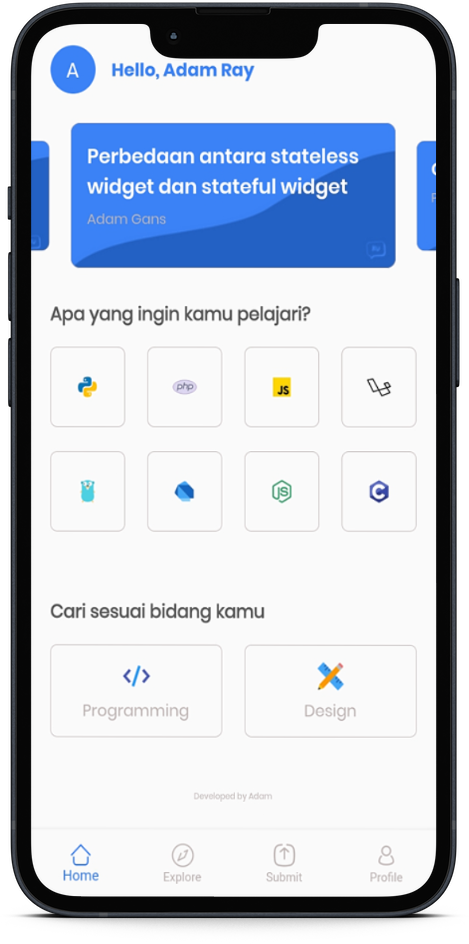 A
Hello, Adam Ray
Perbedaan antara stateless
widget dan stateful widget
Adam Gans
Apa yang ingin kamu pelajari?
php
JS
JS
C
Cari sesuai bidang kamu
Programming
Design
Developed by Adam
Home
Explore
Submit
Profile